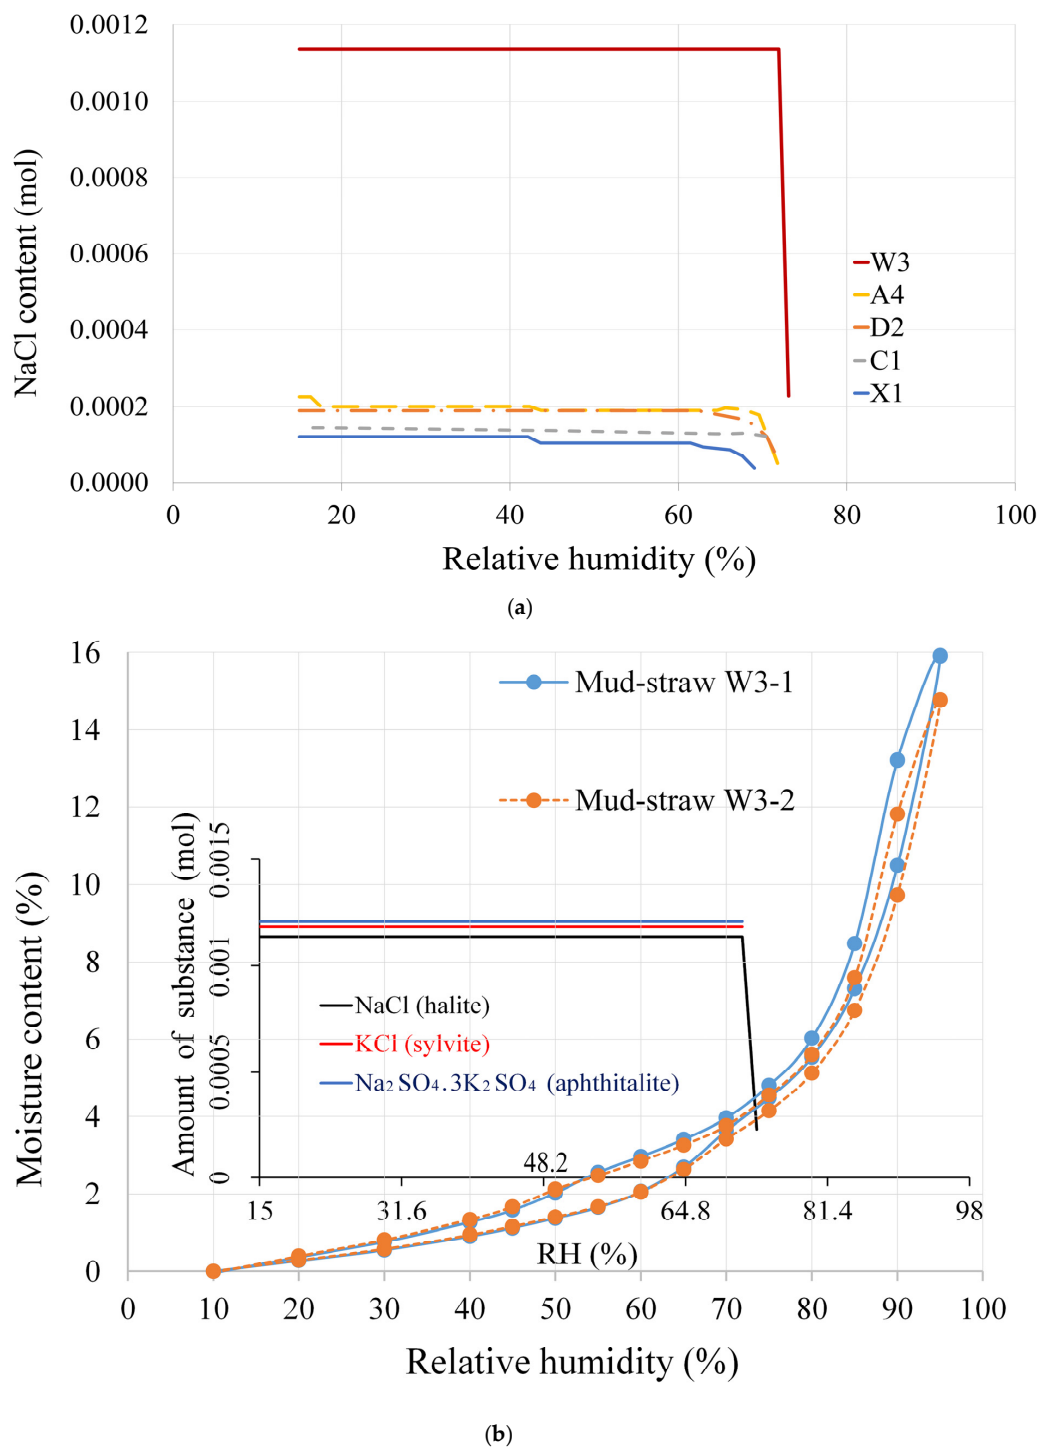 0.0012
0.0010
0.0008
0.0006
0.0004
0.0002
0.0000
NaCl content (mol)
W3
A4
D2
C1
X1
0 20 40 60 80 100
Relative humidity (%)
(a)
16
14
12
10
8
6
4
2
0
Moisture content (%)
Mud-straw W3-1
Mud-straw W3-2
Amount of substance (mol)
0.0015
0.001
0.0005
0
NaCl (halite)
KCl (sylvite)
Na2 SO4.3K2 SO4 (aphthitalite)
48.2
15 31.6 64.8 81.4 98
RH (%)
0 10 20 30 40 50 60 70 80 90 100
Relative humidity (%)
(b)